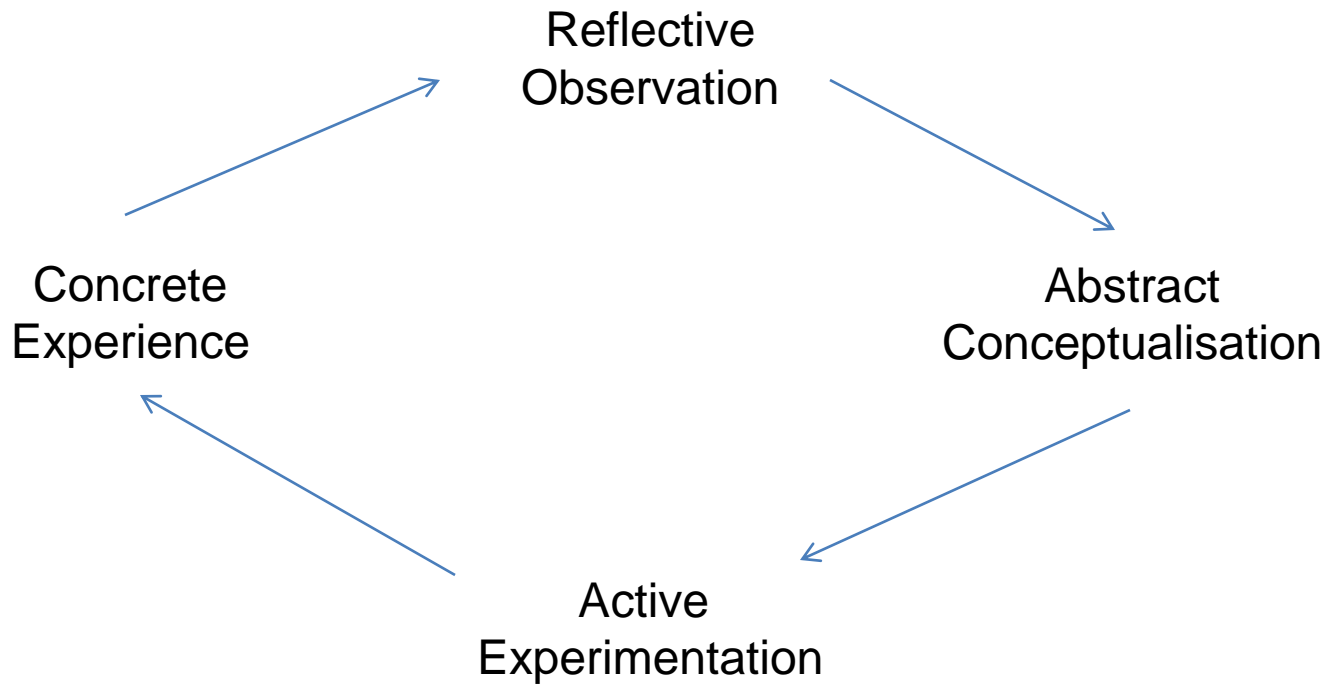 Reflective
Observation
Concrete
Experience
Abstract
Conceptualisation
Active
Experimentation